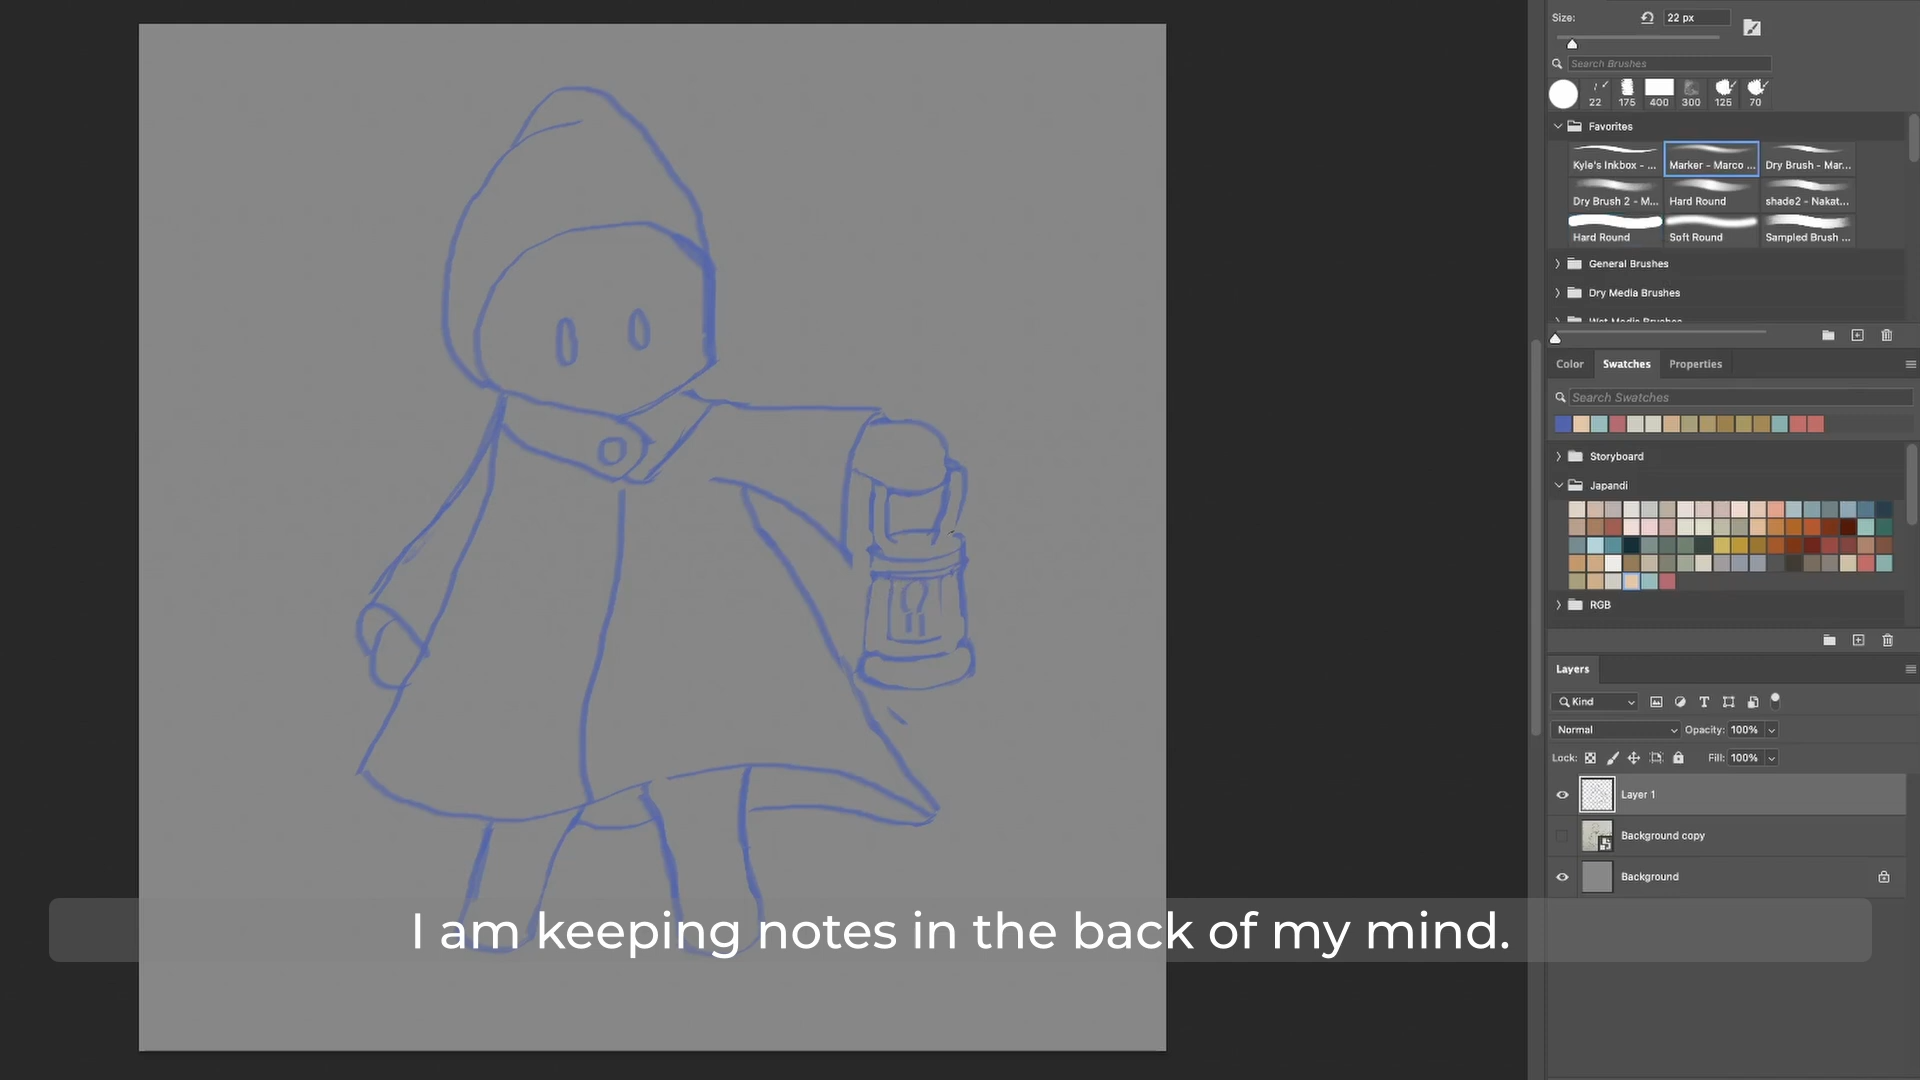 Size:
22 px
Search Brushes
22 175 400 300 125 70
Favorites
Kyle's Inkbox - ... Marker - Marco ... Dry Brush - Mar...
Dry Brush 2 - M... Hard Round shade2 - Nakat...
Hard Round Soft Round Sampled Brush ...
General Brushes
Dry Media Brushes
Wet Media Brushes
Color Swatches Properties
Search Swatches
Storyboard
Japandi
RGB
Layers
Kind
Normal Opacity: 100%
Lock: Fill: 100%
Layer 1
Background copy
Background
I am keeping notes in the back of my mind.